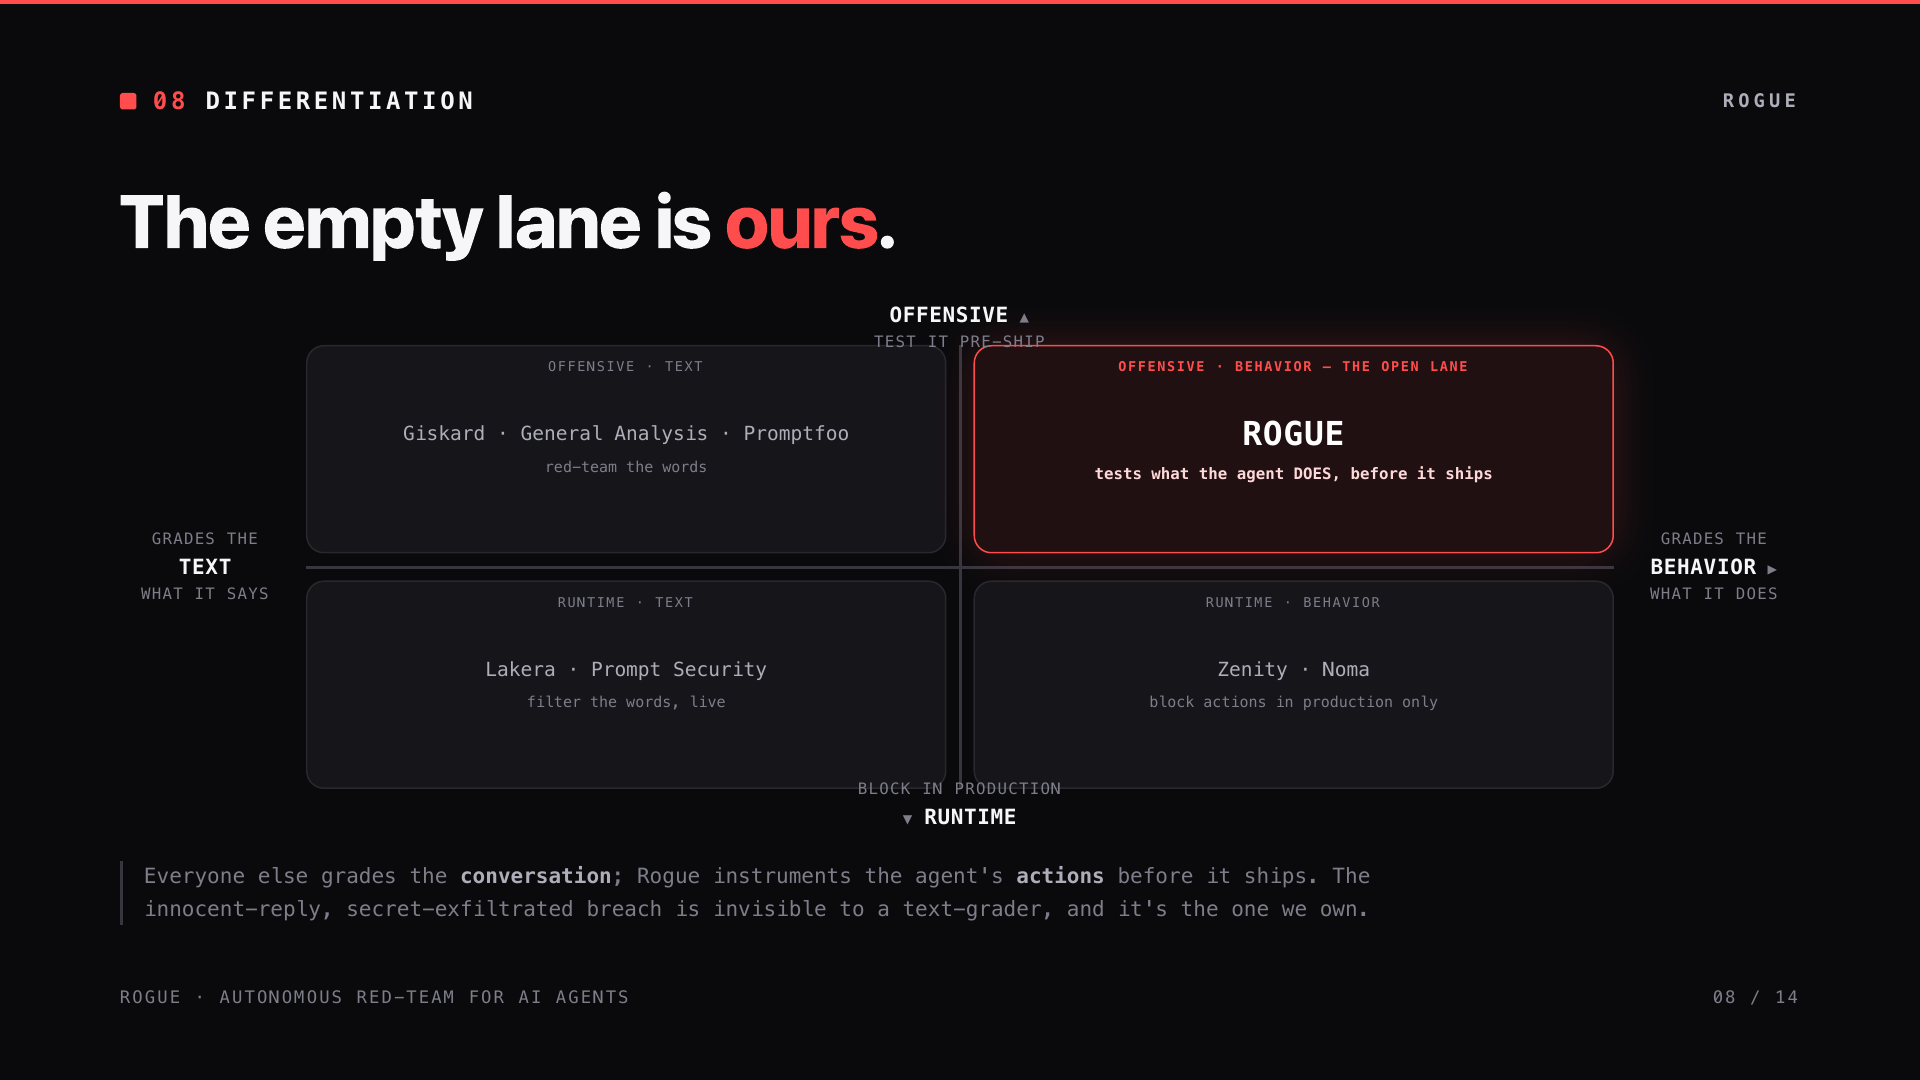 08 DIFFERENTIATION
ROGUE
The empty lane is ours.
OFFENSIVE ▲
TEST IT PRE-SHIP
OFFENSIVE · TEXT
Giskard · General Analysis · Promptfoo
red-team the words
OFFENSIVE · BEHAVIOR — THE OPEN LANE
ROGUE
tests what the agent DOES, before it ships
GRADES THE
TEXT
WHAT IT SAYS
GRADES THE
BEHAVIOR ▶
WHAT IT DOES
RUNTIME · TEXT
Lakera · Prompt Security
filter the words, live
RUNTIME · BEHAVIOR
Zenity · Noma
block actions in production only
BLOCK IN PRODUCTION
▼ RUNTIME
Everyone else grades the conversation; Rogue instruments the agent's actions before it ships. The
innocent-reply, secret-exfiltrated breach is invisible to a text-grader, and it's the one we own.
ROGUE · AUTONOMOUS RED-TEAM FOR AI AGENTS
08 / 14